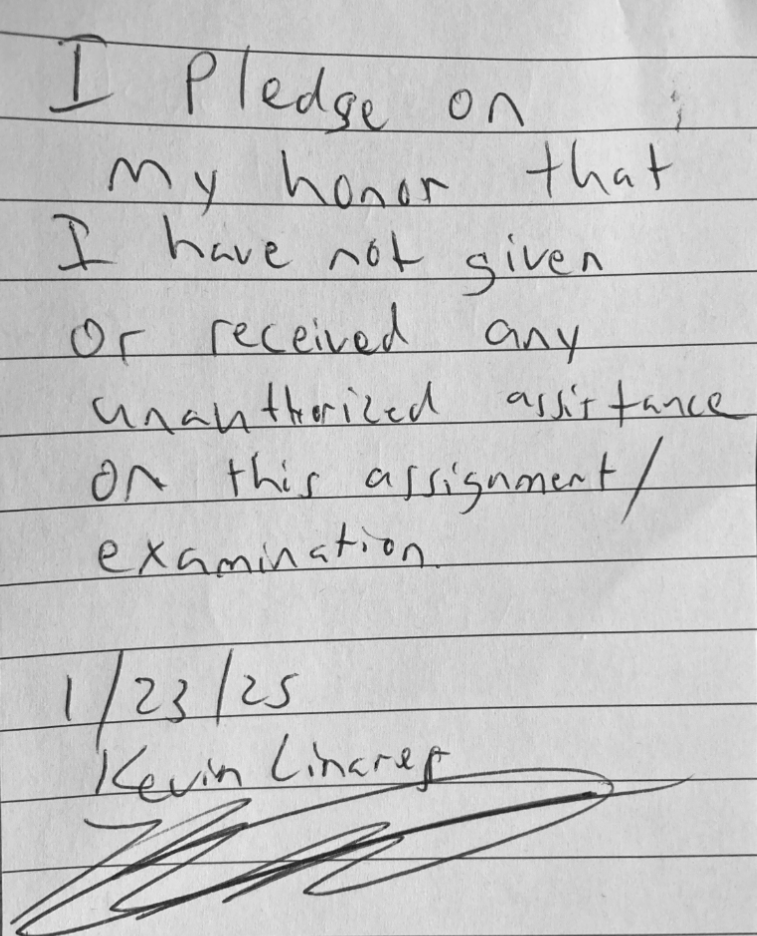 I Pledge on
my honor that
I have not given
or received any
unauthorized assistance
on this assignment/
examination.
1/23/25
Kevin Linares